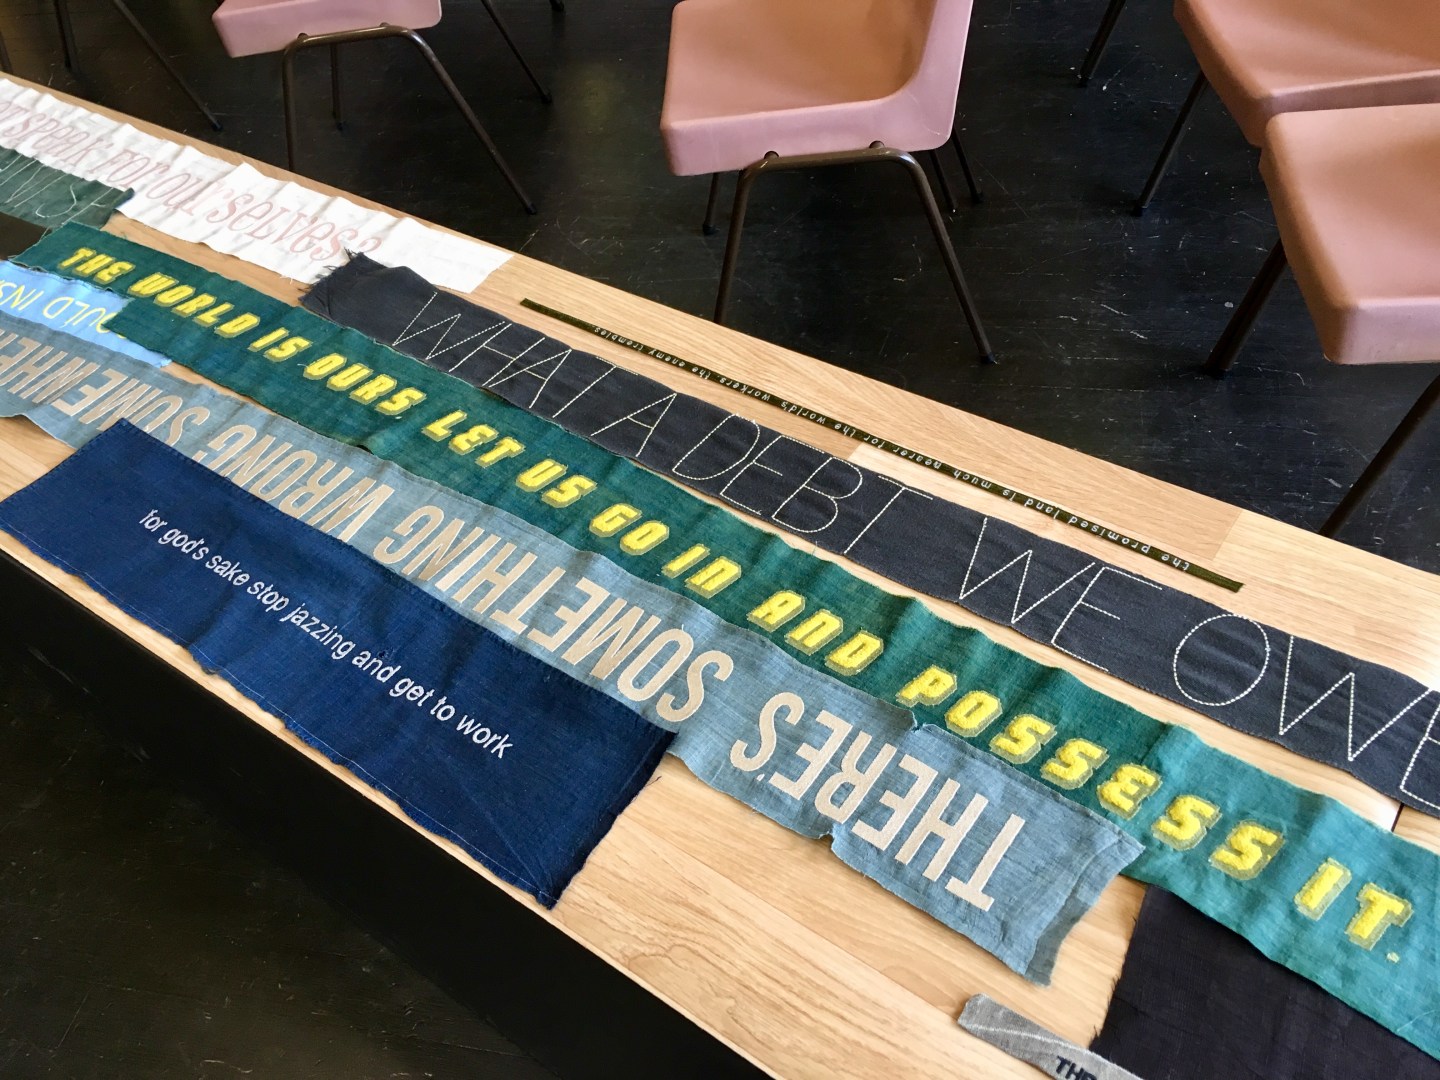 speak for ourselves?
WHAT A DEBT WE OWE
the promised land is much nearer for the world's workers. the enemy trembles
THE WORLD IS OURS, LET US GO IN AND POSSESS IT.
THERE'S SOMETHING WRONG SOMEWHERE
for god's sake stop jazzing and get to work
THE